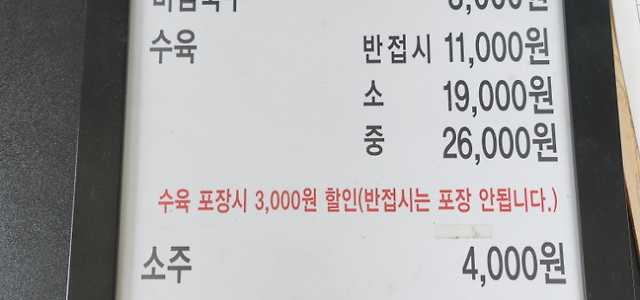 수육 반접시 11,000원
소 19,000원
중 26,000원
수육 포장시 3,000원 할인(반접시는 포장 안됩니다.)
소주 4,000원